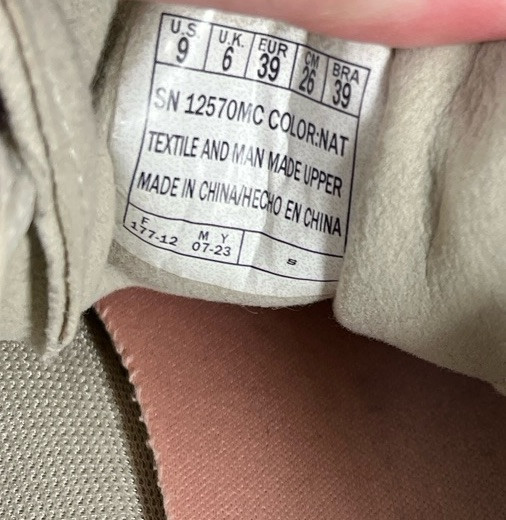 U.S. U.K. EUR CM BRA
9 6 39 26 39
SN 12570MC COLOR:NAT
TEXTILE AND MAN MADE UPPER
MADE IN CHINA/HECHO EN CHINA
F M Y
177-12 07-23 S